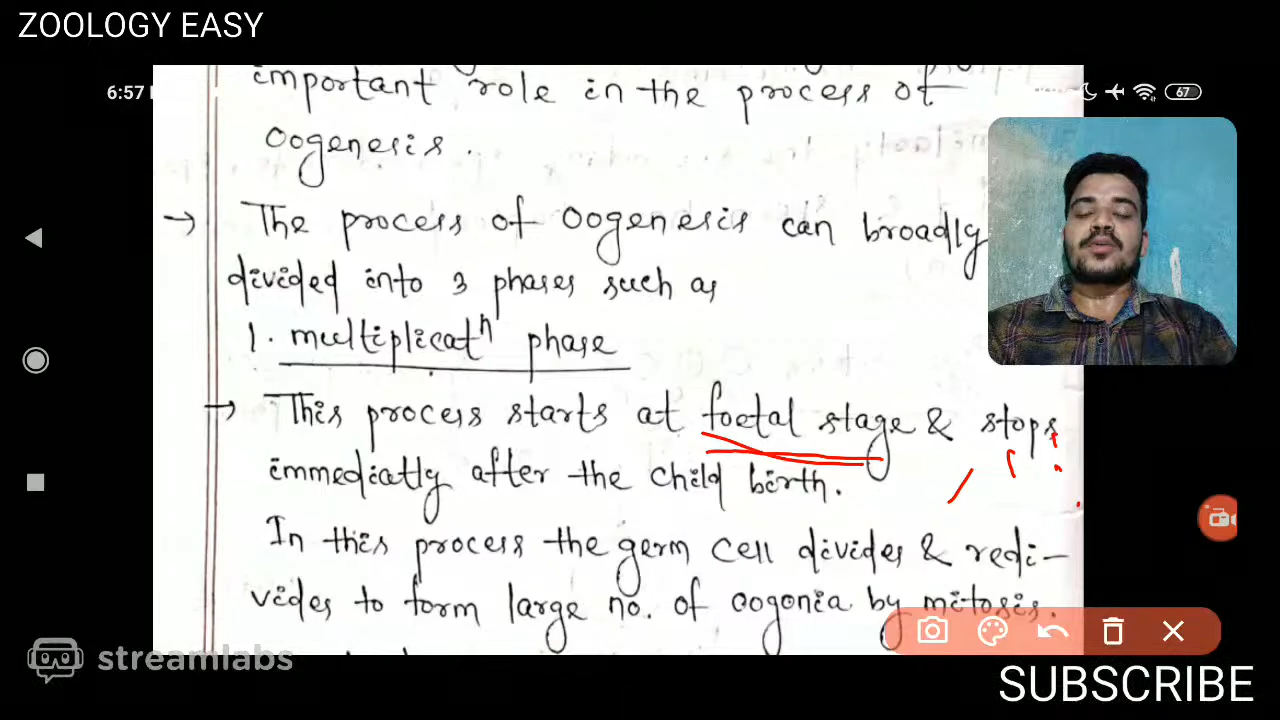 ZOOLOGY EASY
6:57
67
important role in the process of
Oogenesis.
→ The process of Oogenesis can broadly
divided into 3 phases such as
1. multiplicatⁿ phase
→ This process starts at foetal stage & stops
immediatly after the child birth.
In this process the germ cell divides & redi-
vides to form large no. of oogonia by mitosis.
streamlabs
SUBSCRIBE